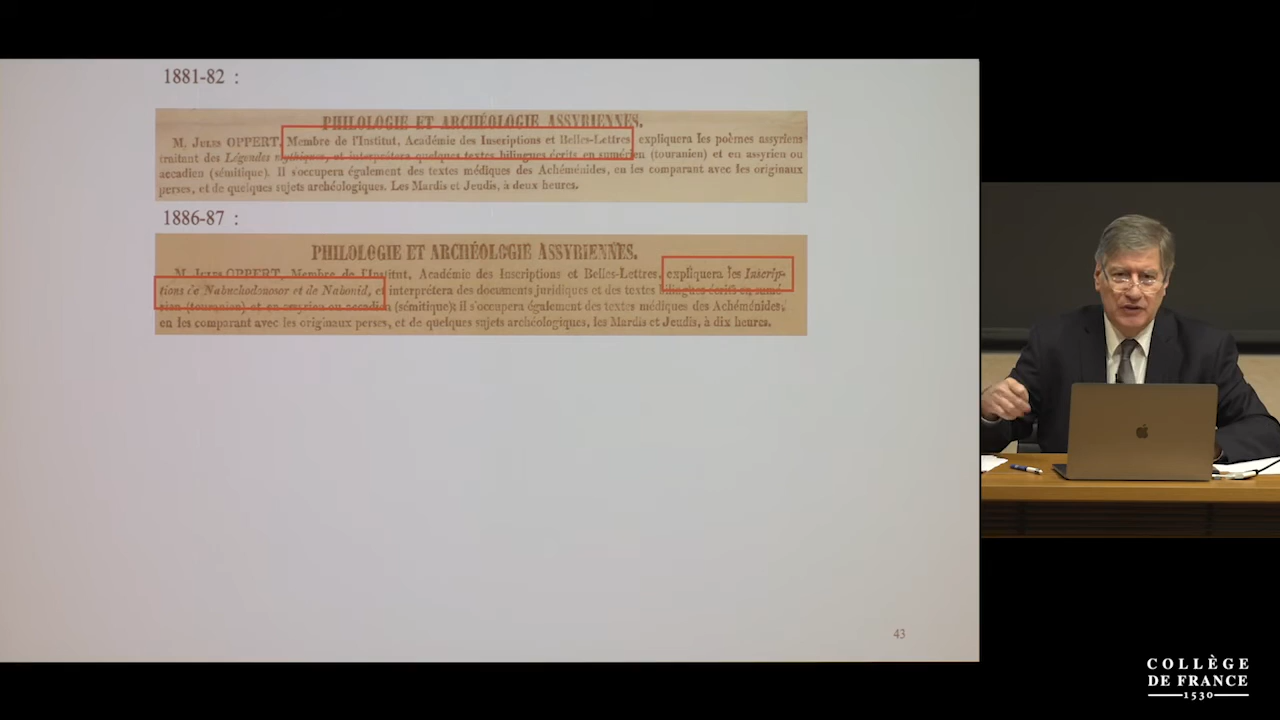 1881-82 :
PHILOLOGIE ET ARCHÉOLOGIE ASSYRIENNES.
M. Jules OPPERT, Membre de l'Institut, Académie des Inscriptions et Belles-Lettres, expliquera les poèmes assyriens
traitant des Légendes mythiques, et interprétera quelques textes bilingues écrits en sumérien (touranien) et en assyrien ou
accadien (sémitique). Il s'occupera également des textes médiques des Achéménides, en les comparant avec les originaux
perses, et de quelques sujets archéologiques. Les Mardis et Jeudis, à deux heures.
1886-87 :
PHILOLOGIE ET ARCHÉOLOGIE ASSYRIENNES.
M. Jules OPPERT, Membre de l'Institut, Académie des Inscriptions et Belles-Lettres, expliquera les Inscrip-
tions de Nabuchodonosor et de Nabonid, et interprétera des documents juridiques et des textes bilingues écrits en sumé-
rien (touranien) et en assyrien ou accadien (sémitique); il s'occupera également des textes médiques des Achéménides,
en les comparant avec les originaux perses, et de quelques sujets archéologiques, les Mardis et Jeudis, à dix heures.
43
COLLÈGE
DE FRANCE
1530